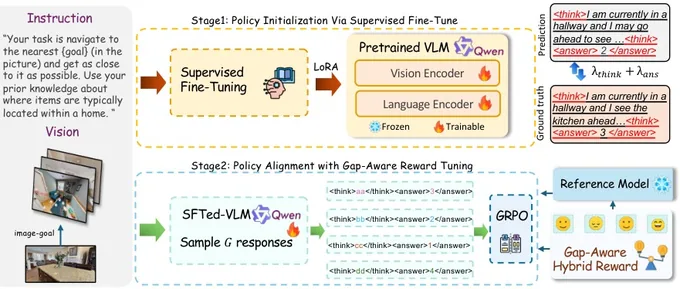 Instruction
“Your task is navigate to
the nearest {goal} (in the
picture) and get as close
to it as possible. Use your
prior knowledge about
where items are typically
located within a home. “
Vision
image-goal
Stage1: Policy Initialization Via Supervised Fine-Tune
Supervised
Fine-Tuning
LoRA
Pretrained VLM
Qwen
Vision Encoder
Language Encoder
Frozen
Trainable
Prediction
<think>I am currently in a
hallway and I may go
ahead to see …<think>
<answer> 2 </answer>
λthink + λans
Ground truth
<think>I am currently in a
hallway and I see the
kitchen ahead…<think>
<answer> 3 </answer>
Stage2: Policy Alignment with Gap-Aware Reward Tuning
SFTed-VLM
Qwen
Sample G responses
<think>aa</think><answer>3</answer>
<think>bb</think><answer>2</answer>
<think>cc</think><answer>1</answer>
<think>dd</think><answer>4</answer>
GRPO
Reference Model
Gap-Aware
Hybrid Reward